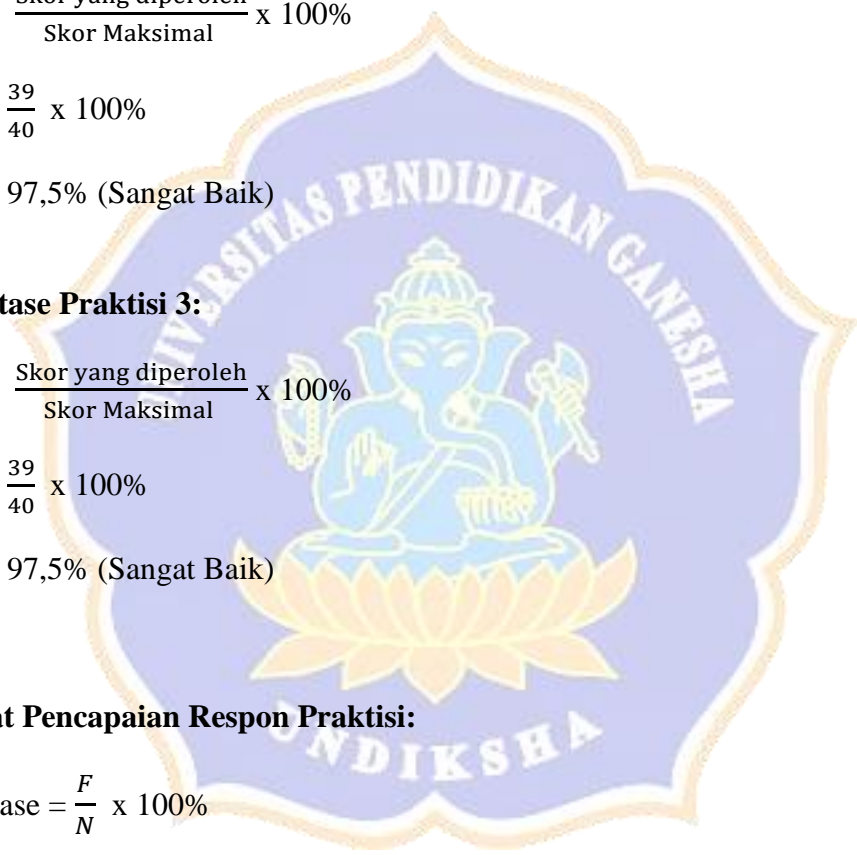 Skor yang diperoleh
Skor Maksimal x 100%
39
40 x 100%
97,5% (Sangat Baik)
tase Praktisi 3:
Skor yang diperoleh
Skor Maksimal x 100%
39
40 x 100%
97,5% (Sangat Baik)
at Pencapaian Respon Praktisi:
ase = F
N x 100%
UNIVERSITAS PENDIDIKAN GANESHA
UNDIKSHA